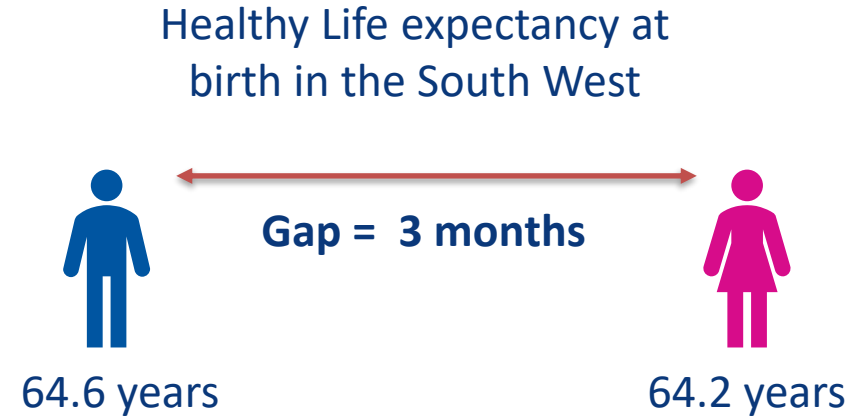 Healthy Life expectancy at
birth in the South West
Gap = 3 months
64.6 years
64.2 years